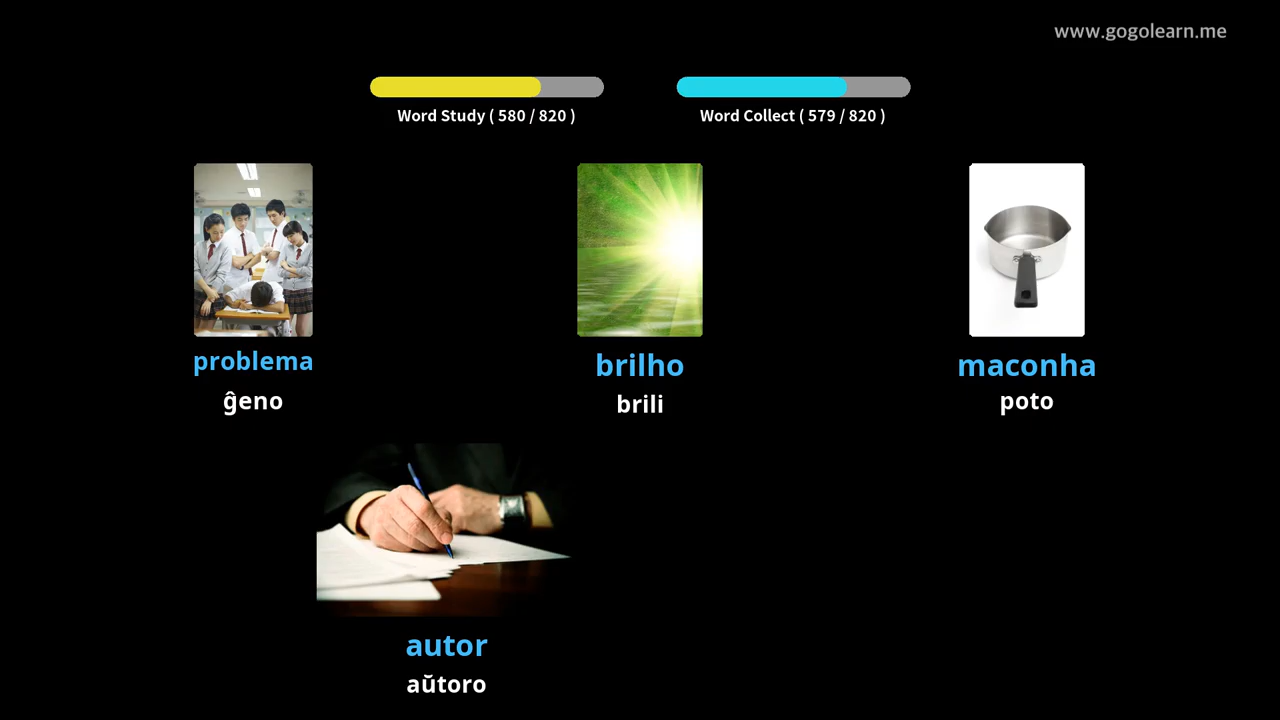 www.gogolearn.me
Word Study ( 580 / 820 )
Word Collect ( 579 / 820 )
problema
ĝeno
brilho
brili
maconha
poto
autor
aŭtoro